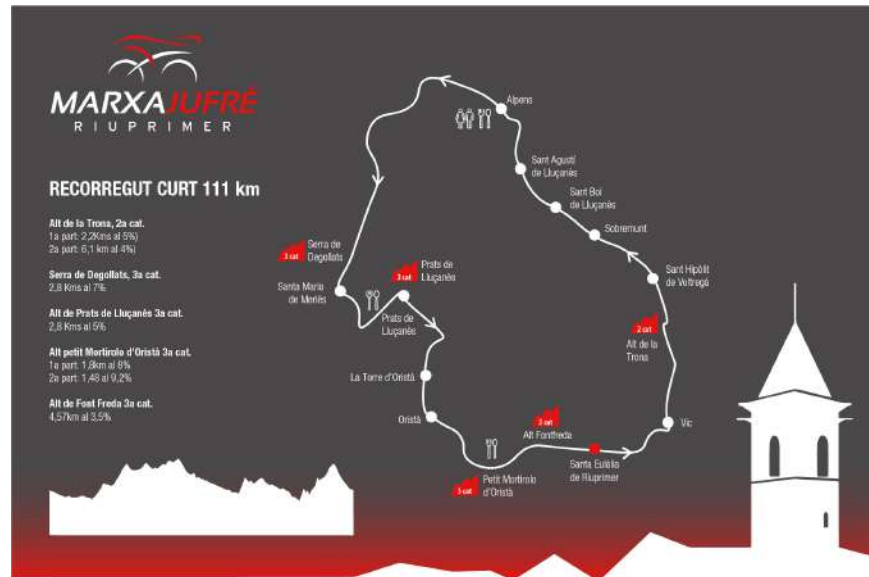 MARXAJUFRÉ
RIUPRIMER
RECORREGUT CURT 111 km
Alt de la Trona, 2a cat.
1a part: 2,2Kms al 5%)
2a part: 6,1 km al 4%)
Serra de Degollats, 3a cat.
2,8 Kms al 7%
Alt de Prats de Lluçanès 3a cat.
2,8 Kms al 5%
Alt petit Mortirolo d'Oristà 3a cat.
1a part: 1,8km al 8%
2a part: 1,48 al 9,2%
Alt de Font Freda 3a cat.
4,57km al 3,5%
Alpens
Sant Agustí
de Lluçanès
Sant Boi
de Lluçanès
Sobremunt
Sant Hipòlit
de Voltregà
2 cat
Alt de la
Trona
Vic
Santa Eulàlia
de Riuprimer
3 cat
Alt Fontfreda
3 cat
Petit Mortirolo
d'Oristà
Oristà
La Torre d'Oristà
3 cat
Prats de
Lluçanès
Prats de
Lluçanès
Santa Maria
de Merlès
3 cat
Serra de
Degollats